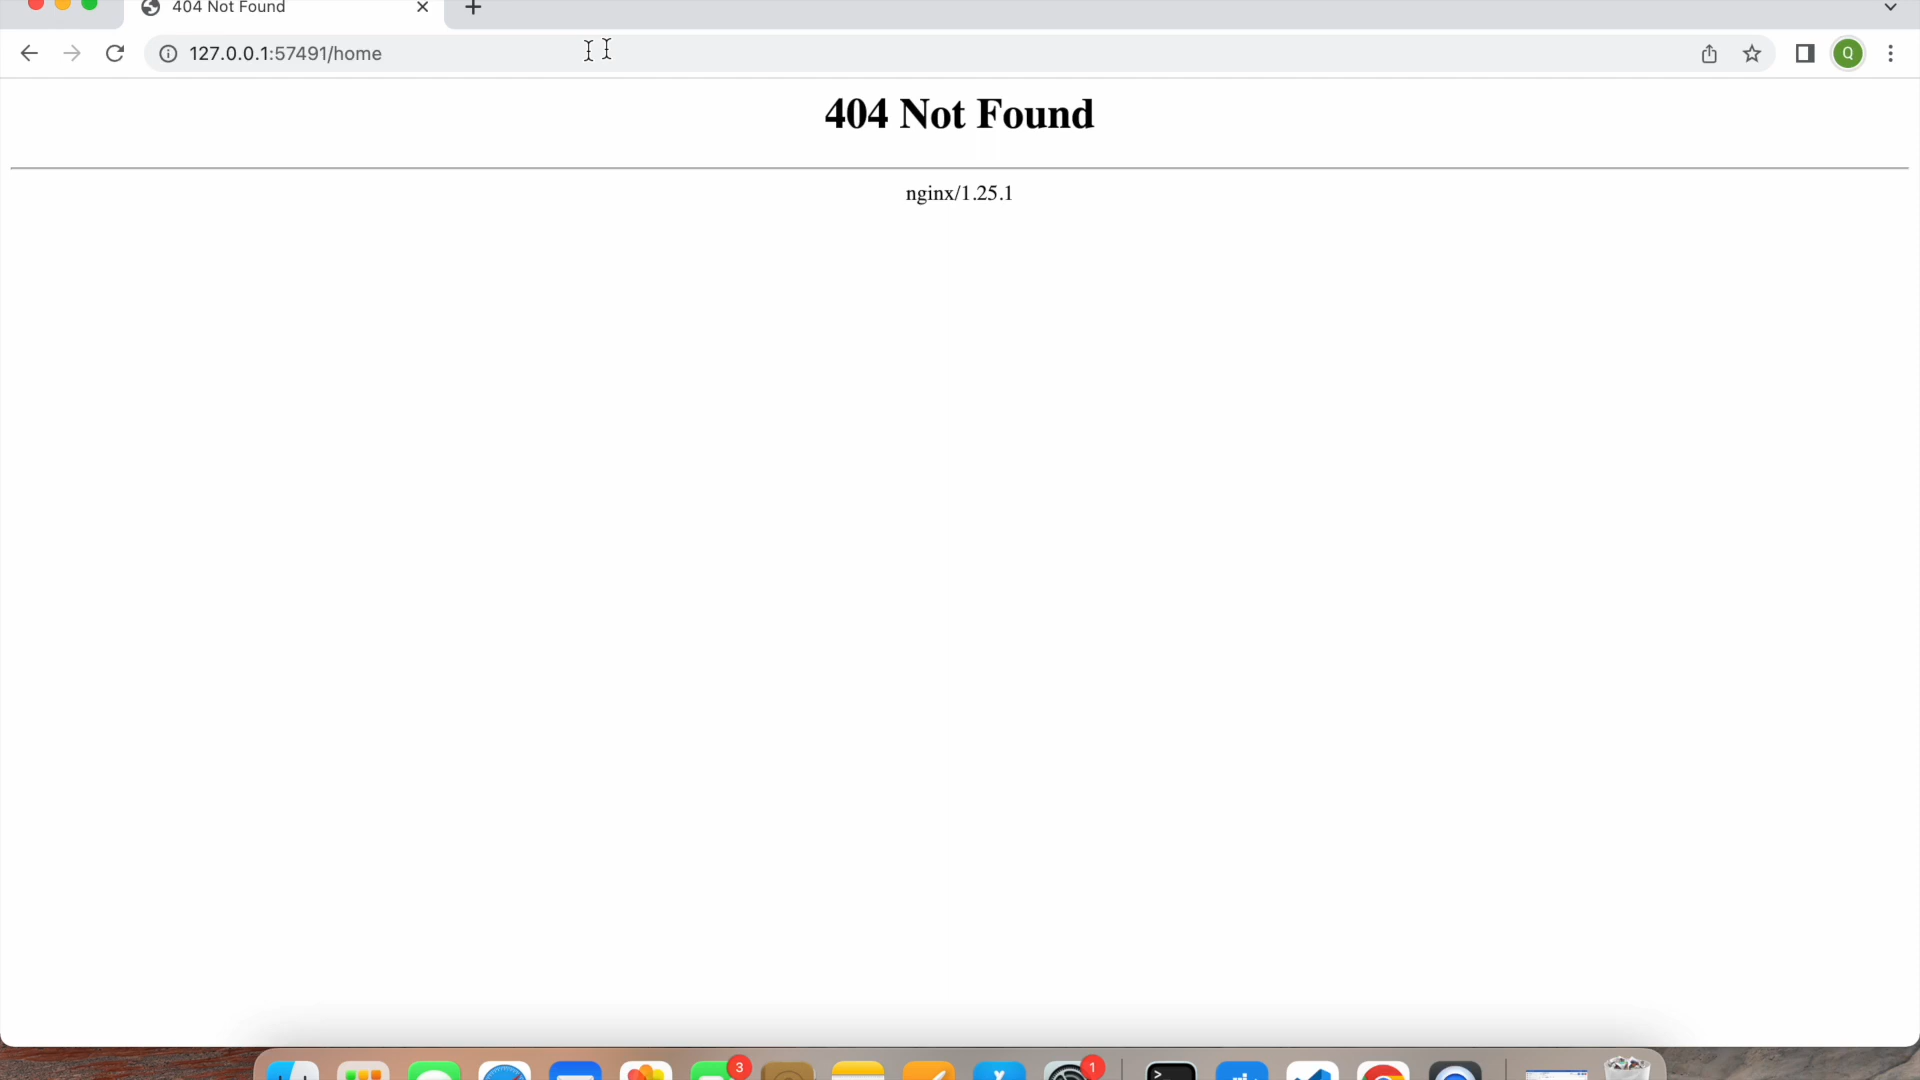 404 Not Found
127.0.0.1:57491/home
Q
404 Not Found
nginx/1.25.1
3
1